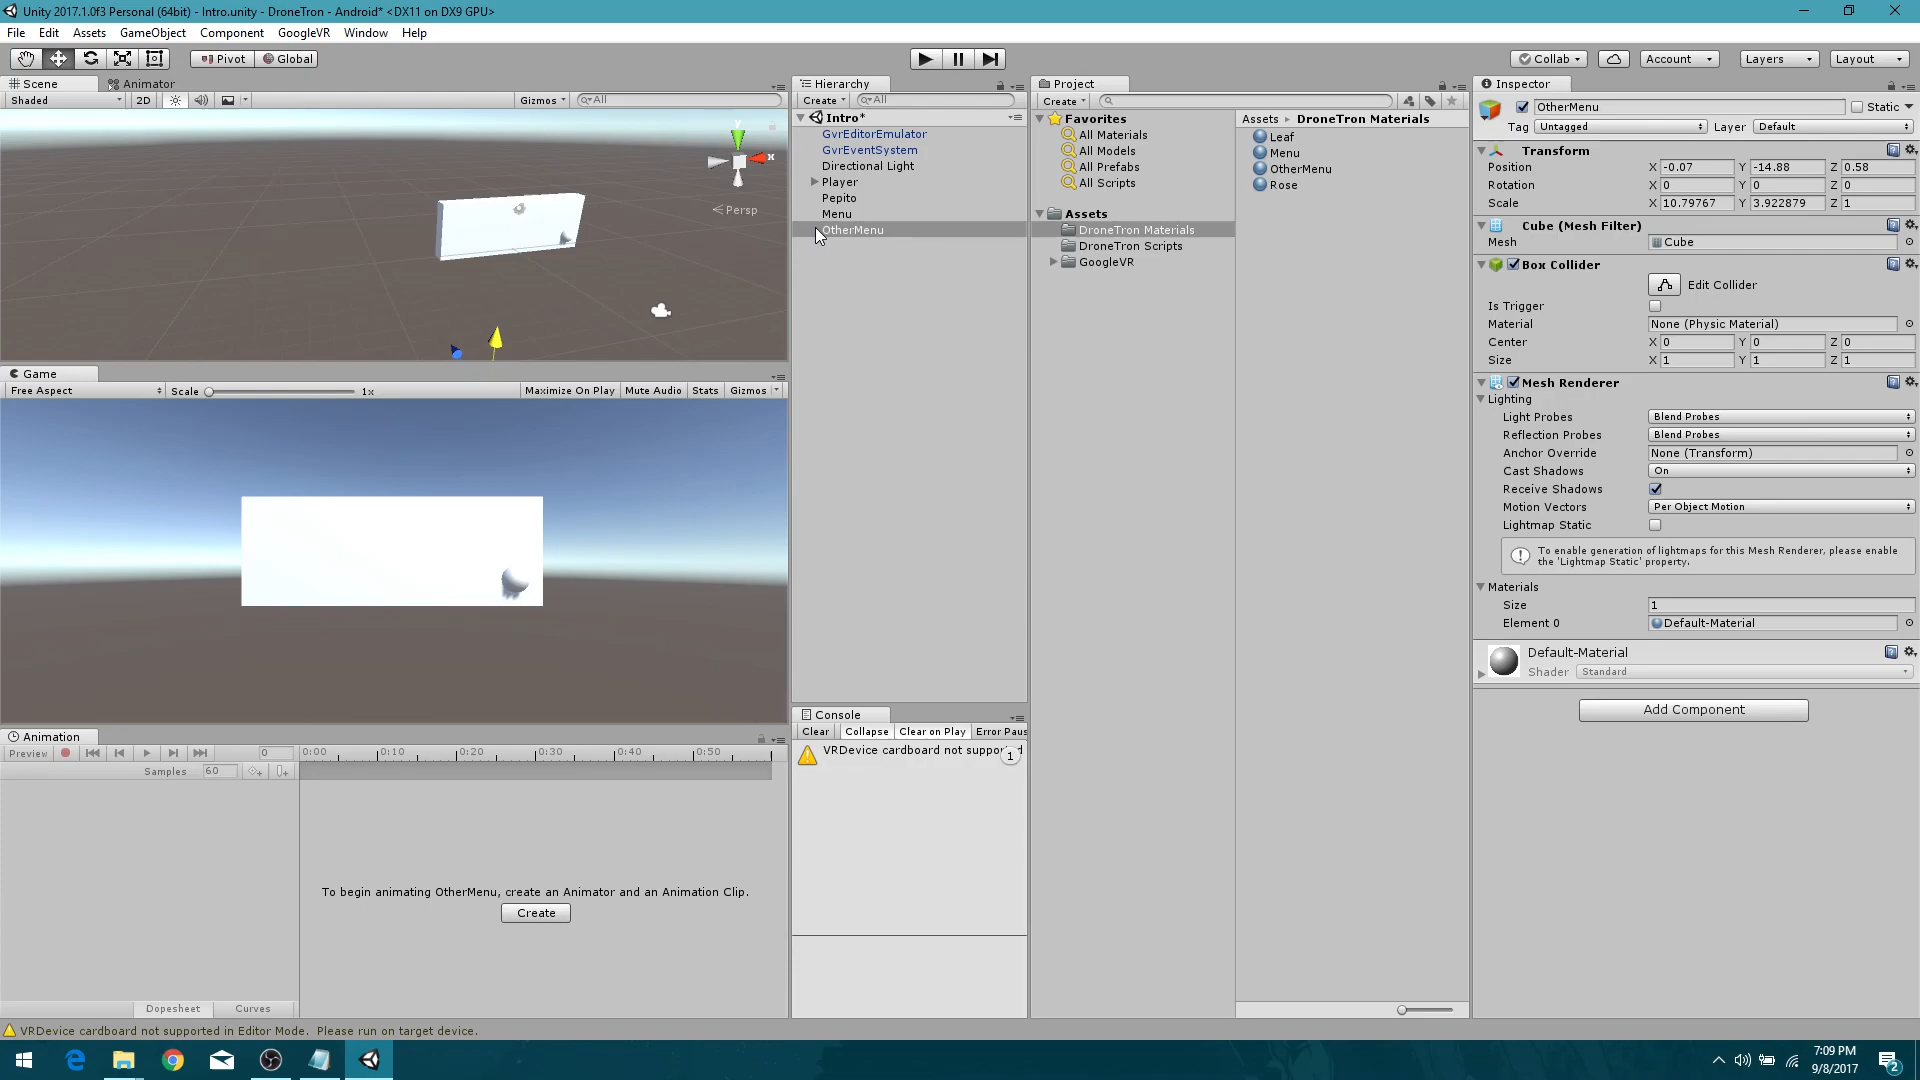 Unity 2017.1.0f3 Personal (64bit) - Intro.unity - DroneTron - Android* <DX11 on DX9 GPU>
File Edit Assets GameObject Component GoogleVR Window Help
Pivot Global Collab Account Layers Layout
Scene Animator
Shaded 2D Gizmos All
y
x
Persp
Game
Free Aspect Scale 1x Maximize On Play Mute Audio Stats Gizmos
Animation
Preview 0 0:00 0:10 0:20 0:30 0:40 0:50
Samples 60
To begin animating OtherMenu, create an Animator and an Animation Clip.
Create
Dopesheet Curves
Hierarchy
Create All
Intro*
GvrEditorEmulator
GvrEventSystem
Directional Light
Player
Pepito
Menu
OtherMenu
Console
Clear Collapse Clear on Play Error Paus
VRDevice cardboard not supported
1
Project
Create
Favorites
All Materials
All Models
All Prefabs
All Scripts
Assets
DroneTron Materials
DroneTron Scripts
GoogleVR
Assets DroneTron Materials
Leaf
Menu
OtherMenu
Rose
Inspector
OtherMenu Static
Tag Untagged Layer Default
Transform
Position X -0.07 Y -14.88 Z 0.58
Rotation X 0 Y 0 Z 0
Scale X 10.79767 Y 3.922879 Z 1
Cube (Mesh Filter)
Mesh Cube
Box Collider
Edit Collider
Is Trigger
Material None (Physic Material)
Center X 0 Y 0 Z 0
Size X 1 Y 1 Z 1
Mesh Renderer
Lighting
Light Probes Blend Probes
Reflection Probes Blend Probes
Anchor Override None (Transform)
Cast Shadows On
Receive Shadows
Motion Vectors Per Object Motion
Lightmap Static
To enable generation of lightmaps for this Mesh Renderer, please enable
the 'Lightmap Static' property.
Materials
Size 1
Element 0 Default-Material
Default-Material
Shader Standard
Add Component
VRDevice cardboard not supported in Editor Mode. Please run on target device.
7:09 PM
9/8/2017
2